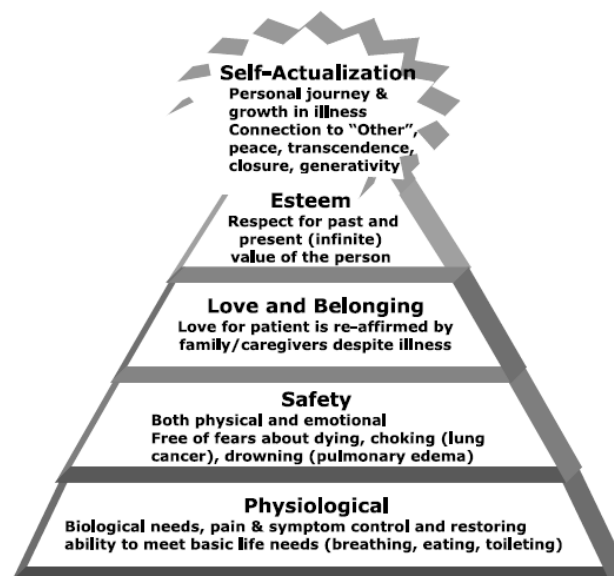 Self-Actualization
Personal journey &
growth in illness
Connection to “Other”,
peace, transcendence,
closure, generativity
Esteem
Respect for past and
present (infinite)
value of the person
Love and Belonging
Love for patient is re-affirmed by
family/caregivers despite illness
Safety
Both physical and emotional
Free of fears about dying, choking (lung
cancer), drowning (pulmonary edema)
Physiological
Biological needs, pain & symptom control and restoring
ability to meet basic life needs (breathing, eating, toileting)